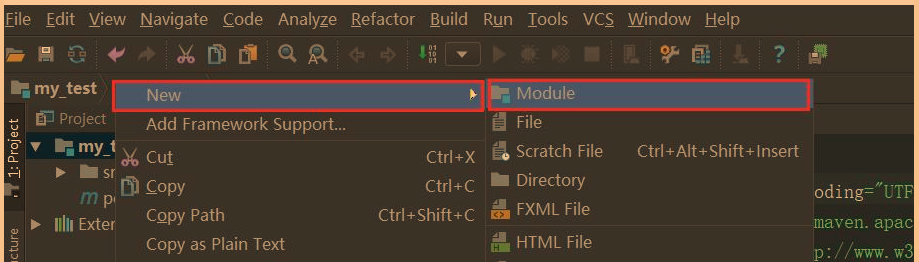 File Edit View Navigate Code Analyze Refactor Build Run Tools VCS Window Help
my_test
New
Module
Project
Add Framework Support...
File
1: Project
my_t
Cut Ctrl+X
Scratch File Ctrl+Alt+Shift+Insert
sr
Copy Ctrl+C
Directory
oding="UTF
po
Copy Path Ctrl+Shift+C
FXML File
maven.apac
Exter
Copy as Plain Text
HTML File
p://www.w3
cture